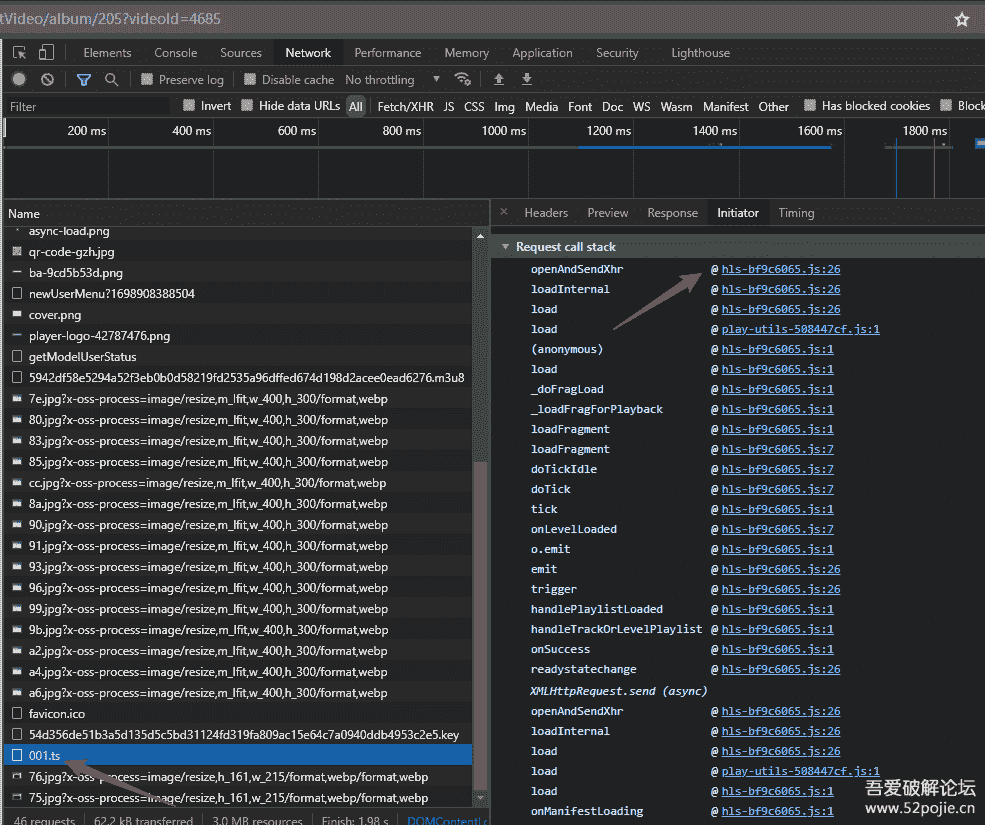 tVideo/album/205?videoId=4685
Elements Console Sources Network Performance Memory Application Security Lighthouse
Preserve log Disable cache No throttling
Filter Invert Hide data URLs All Fetch/XHR JS CSS Img Media Font Doc WS Wasm Manifest Other Has blocked cookies Block
200 ms 400 ms 600 ms 800 ms 1000 ms 1200 ms 1400 ms 1600 ms 1800 ms
Name
async-load.png
qr-code-gzh.jpg
ba-9cd5b53d.png
newUserMenu?1698908388504
cover.png
player-logo-42787476.png
getModelUserStatus
5942df58e5294a52f3eb0b0d58219fd2535a96dffed674d198d2acee0ead6276.m3u8
7e.jpg?x-oss-process=image/resize,m_lfit,w_400,h_300/format,webp
80.jpg?x-oss-process=image/resize,m_lfit,w_400,h_300/format,webp
83.jpg?x-oss-process=image/resize,m_lfit,w_400,h_300/format,webp
85.jpg?x-oss-process=image/resize,m_lfit,w_400,h_300/format,webp
cc.jpg?x-oss-process=image/resize,m_lfit,w_400,h_300/format,webp
8a.jpg?x-oss-process=image/resize,m_lfit,w_400,h_300/format,webp
90.jpg?x-oss-process=image/resize,m_lfit,w_400,h_300/format,webp
91.jpg?x-oss-process=image/resize,m_lfit,w_400,h_300/format,webp
93.jpg?x-oss-process=image/resize,m_lfit,w_400,h_300/format,webp
96.jpg?x-oss-process=image/resize,m_lfit,w_400,h_300/format,webp
99.jpg?x-oss-process=image/resize,m_lfit,w_400,h_300/format,webp
9b.jpg?x-oss-process=image/resize,m_lfit,w_400,h_300/format,webp
a2.jpg?x-oss-process=image/resize,m_lfit,w_400,h_300/format,webp
a4.jpg?x-oss-process=image/resize,m_lfit,w_400,h_300/format,webp
a6.jpg?x-oss-process=image/resize,m_lfit,w_400,h_300/format,webp
favicon.ico
54d356de51b3a5d135d5c5bd31124fd319fa809ac15e64c7a0940ddb4953c2e5.key
001.ts
76.jpg?x-oss-process=image/resize,h_161,w_215/format,webp/format,webp
75.jpg?x-oss-process=image/resize,h_161,w_215/format,webp/format,webp
46 requests 62.2 kB transferred 3.0 MB resources Finish: 1.98 s DOMContentLo
× Headers Preview Response Initiator Timing
Request call stack
openAndSendXhr @ hls-bf9c6065.js:26
loadInternal @ hls-bf9c6065.js:26
load @ hls-bf9c6065.js:26
load @ play-utils-508447cf.js:1
(anonymous) @ hls-bf9c6065.js:1
load @ hls-bf9c6065.js:1
_doFragLoad @ hls-bf9c6065.js:1
_loadFragForPlayback @ hls-bf9c6065.js:1
loadFragment @ hls-bf9c6065.js:1
loadFragment @ hls-bf9c6065.js:7
doTickIdle @ hls-bf9c6065.js:7
doTick @ hls-bf9c6065.js:7
tick @ hls-bf9c6065.js:1
onLevelLoaded @ hls-bf9c6065.js:7
o.emit @ hls-bf9c6065.js:1
emit @ hls-bf9c6065.js:26
trigger @ hls-bf9c6065.js:26
handlePlaylistLoaded @ hls-bf9c6065.js:1
handleTrackOrLevelPlaylist @ hls-bf9c6065.js:1
onSuccess @ hls-bf9c6065.js:1
readystatechange @ hls-bf9c6065.js:26
XMLHttpRequest.send (async)
openAndSendXhr @ hls-bf9c6065.js:26
loadInternal @ hls-bf9c6065.js:26
load @ hls-bf9c6065.js:26
load @ play-utils-508447cf.js:1
load @ hls-bf9c6065.js:1
onManifestLoading @ hls-bf9c6065.js:1
吾爱破解论坛
www.52pojie.cn